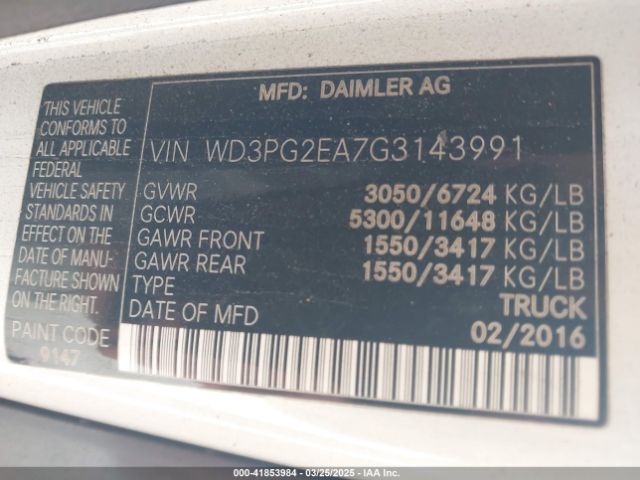 MFD: DAIMLER AG
THIS VEHICLE
CONFORMS TO
ALL APPLICABLE
FEDERAL
VEHICLE SAFETY
STANDARDS IN
EFFECT ON THE
DATE OF MANU-
FACTURE SHOWN
ON THE RIGHT.
PAINT CODE
9147
VIN WD3PG2EA7G3143991
GVWR 3050/6724 KG/LB
GCWR 5300/11648 KG/LB
GAWR FRONT 1550/3417 KG/LB
GAWR REAR 1550/3417 KG/LB
TYPE TRUCK
DATE OF MFD 02/2016
000-41853984 - 03/25/2025 - IAA Inc.